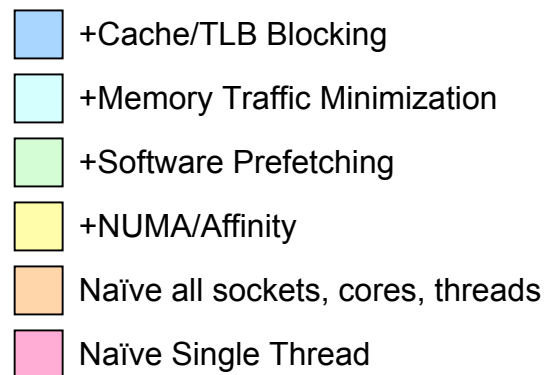 +Cache/TLB Blocking
+Memory Traffic Minimization
+Software Prefetching
+NUMA/Affinity
Naïve all sockets, cores, threads
Naïve Single Thread